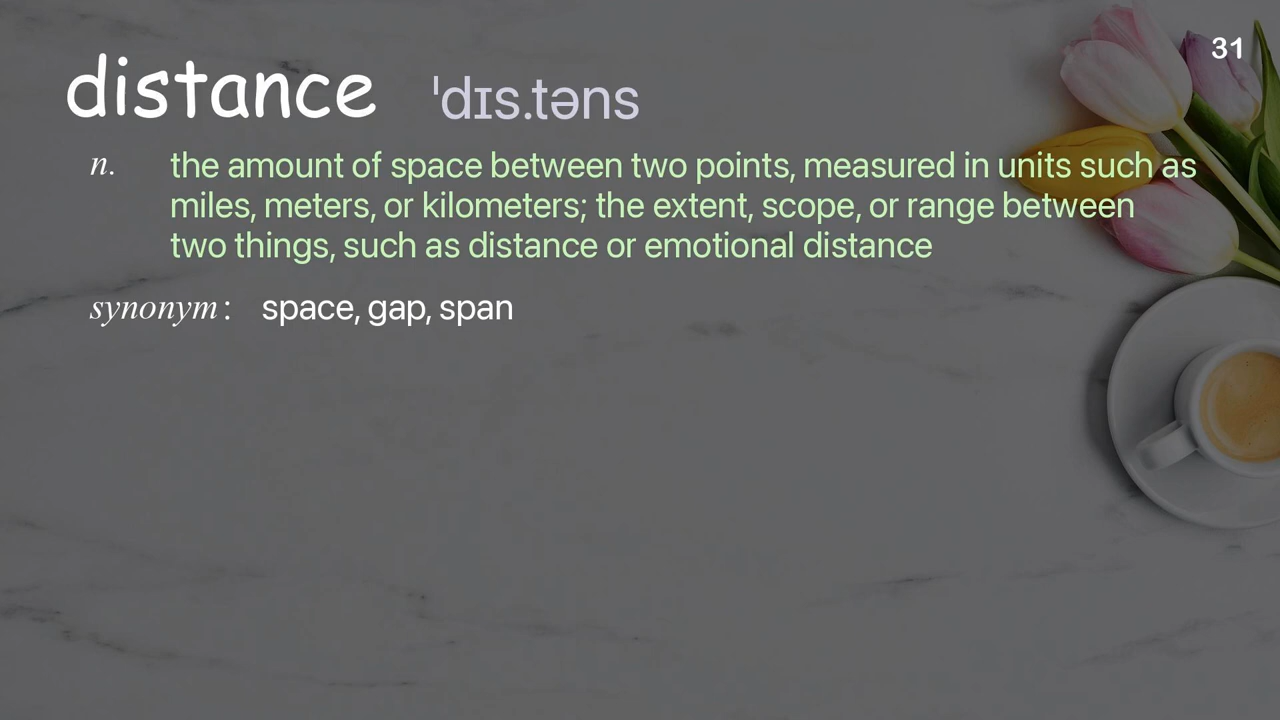 31
distance ˈdɪs.təns
n. the amount of space between two points, measured in units such as
miles, meters, or kilometers; the extent, scope, or range between
two things, such as distance or emotional distance
synonym: space, gap, span